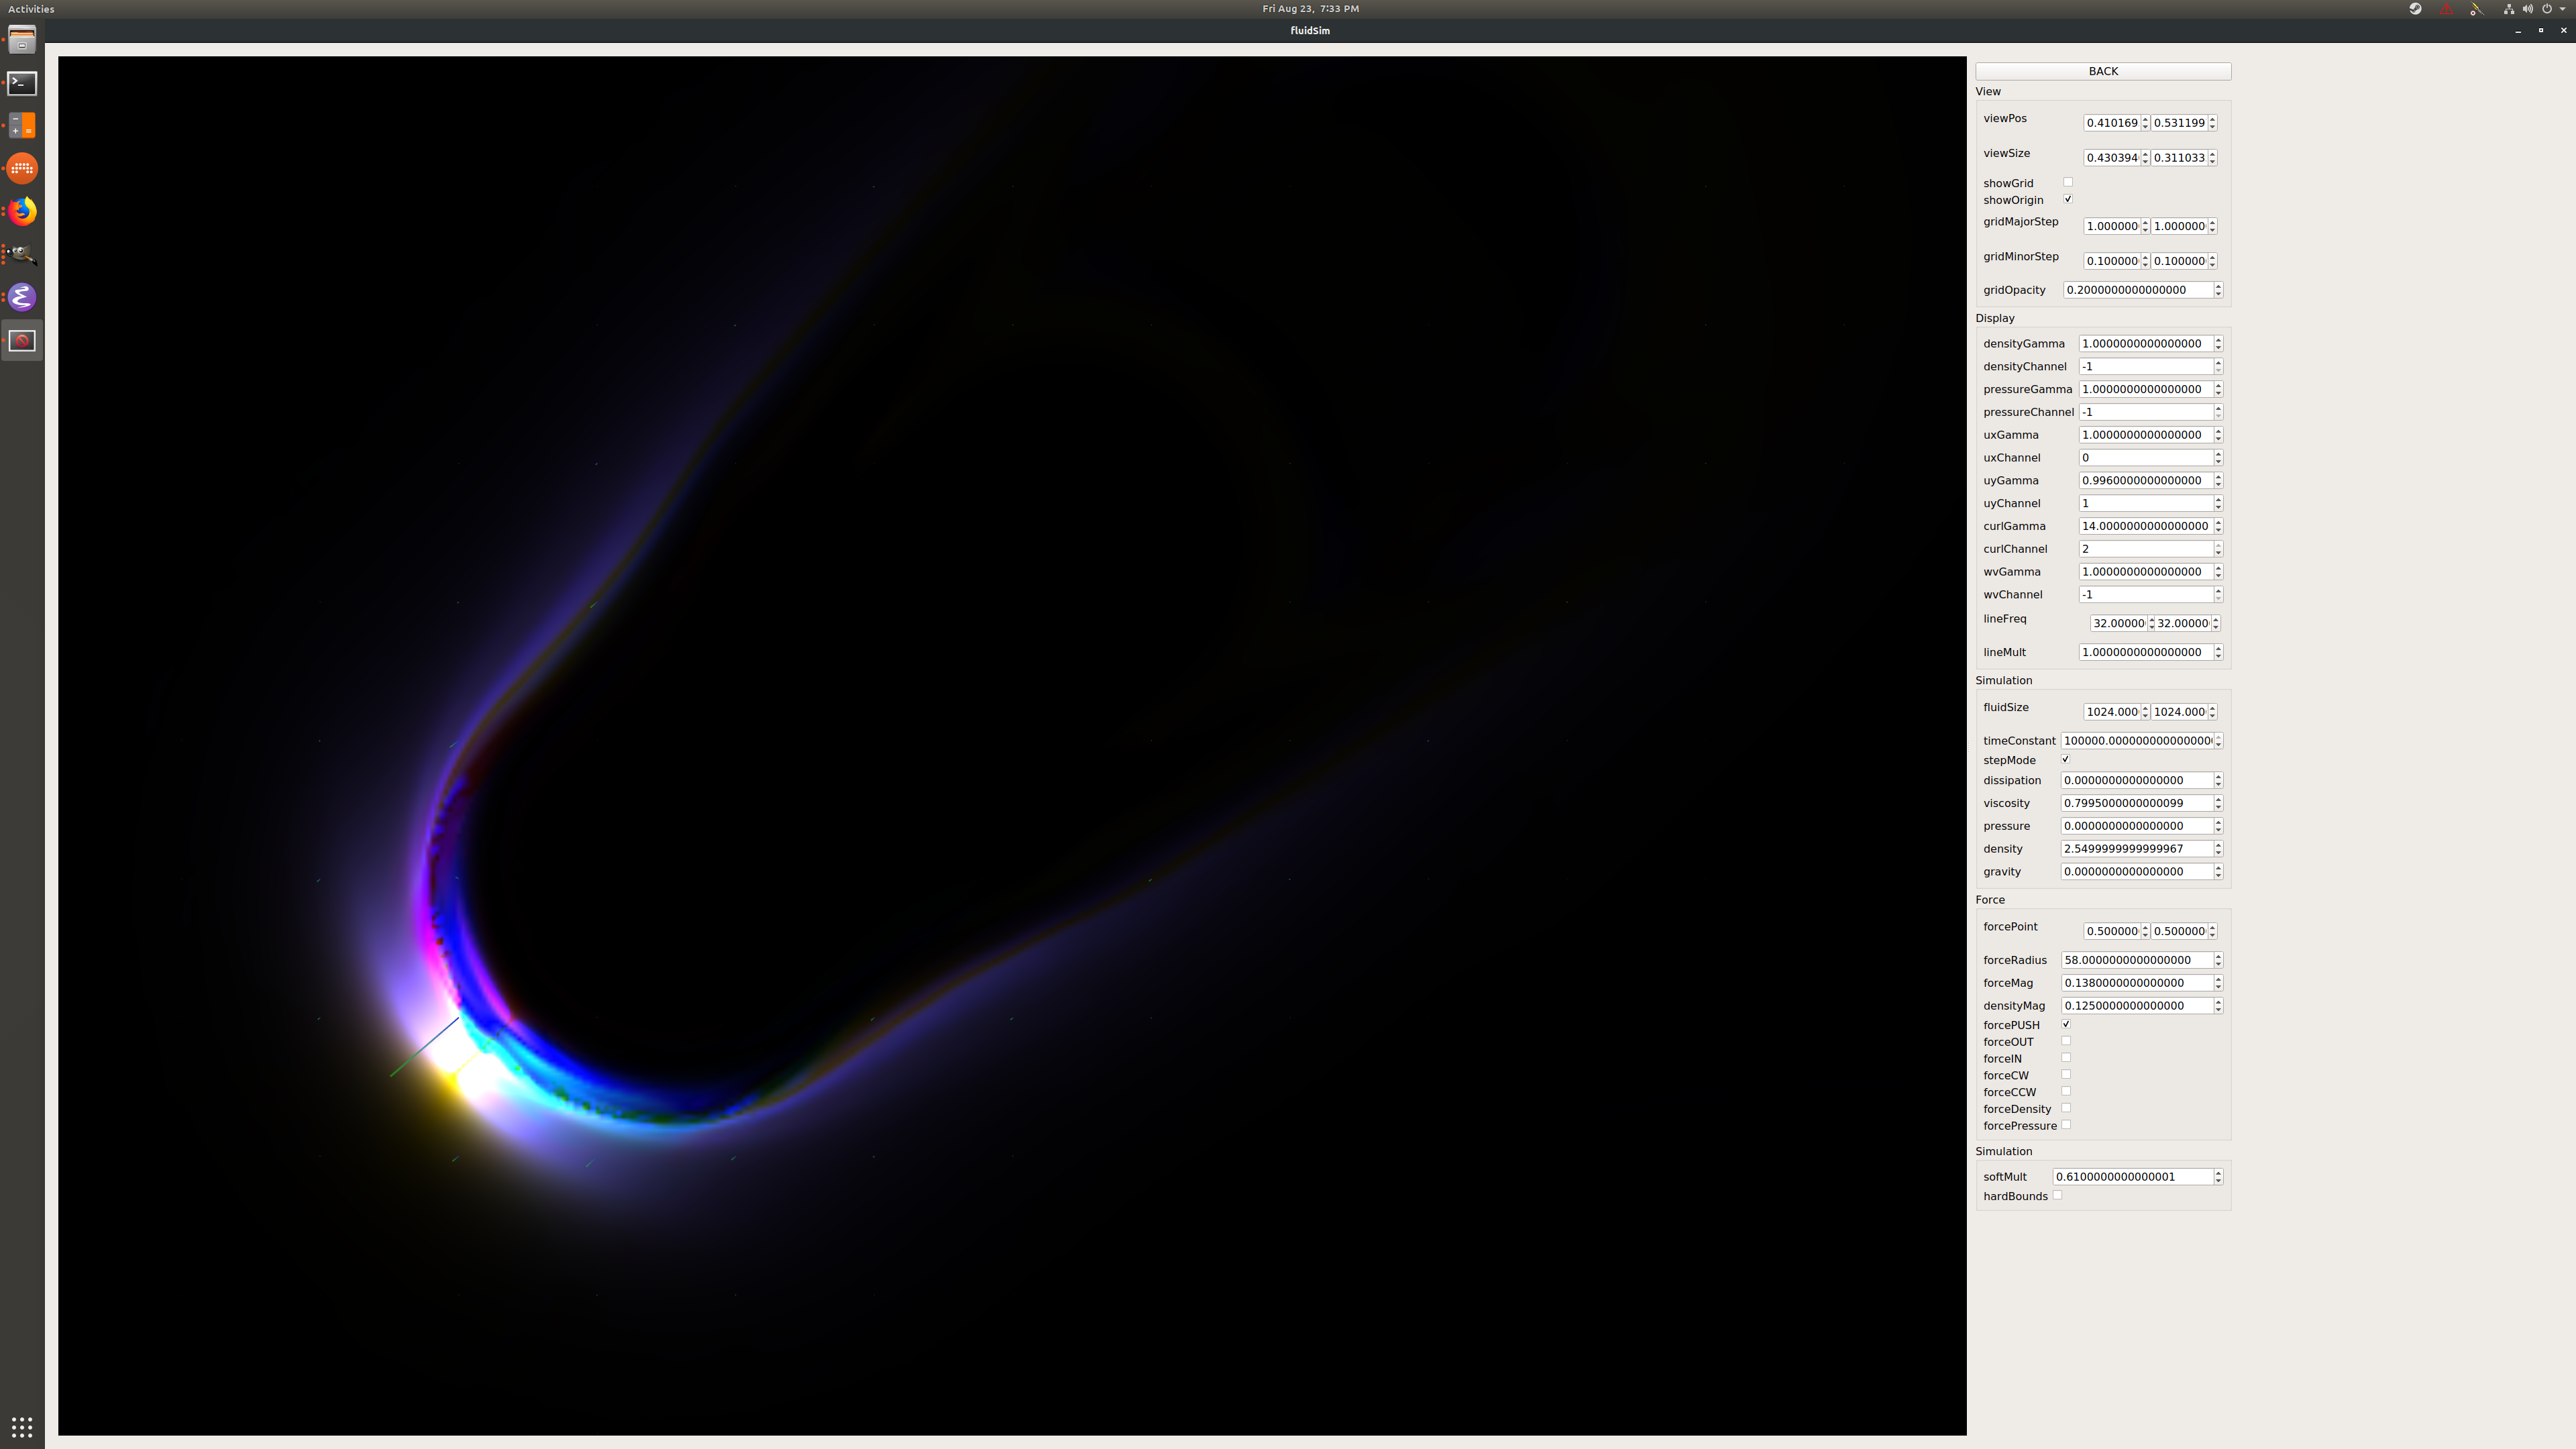 Activities
Fri Aug 23, 7:33 PM
fluidSim
BACK
View
viewPos 0.410169 0.531199
viewSize 0.430394 0.311033
showGrid
showOrigin
gridMajorStep 1.000000 1.000000
gridMinorStep 0.100000 0.100000
gridOpacity 0.2000000000000000
Display
densityGamma 1.0000000000000000
densityChannel -1
pressureGamma 1.0000000000000000
pressureChannel -1
uxGamma 1.0000000000000000
uxChannel 0
uyGamma 0.9960000000000000
uyChannel 1
curlGamma 14.0000000000000000
curlChannel 2
wvGamma 1.0000000000000000
wvChannel -1
lineFreq 32.00000 32.00000
lineMult 1.0000000000000000
Simulation
fluidSize 1024.000 1024.000
timeConstant 100000.0000000000000000
stepMode
dissipation 0.0000000000000000
viscosity 0.7995000000000099
pressure 0.0000000000000000
density 2.5499999999999967
gravity 0.0000000000000000
Force
forcePoint 0.500000 0.500000
forceRadius 58.0000000000000000
forceMag 0.1380000000000000
densityMag 0.1250000000000000
forcePUSH
forceOUT
forceIN
forceCW
forceCCW
forceDensity
forcePressure
Simulation
softMult 0.6100000000000001
hardBounds